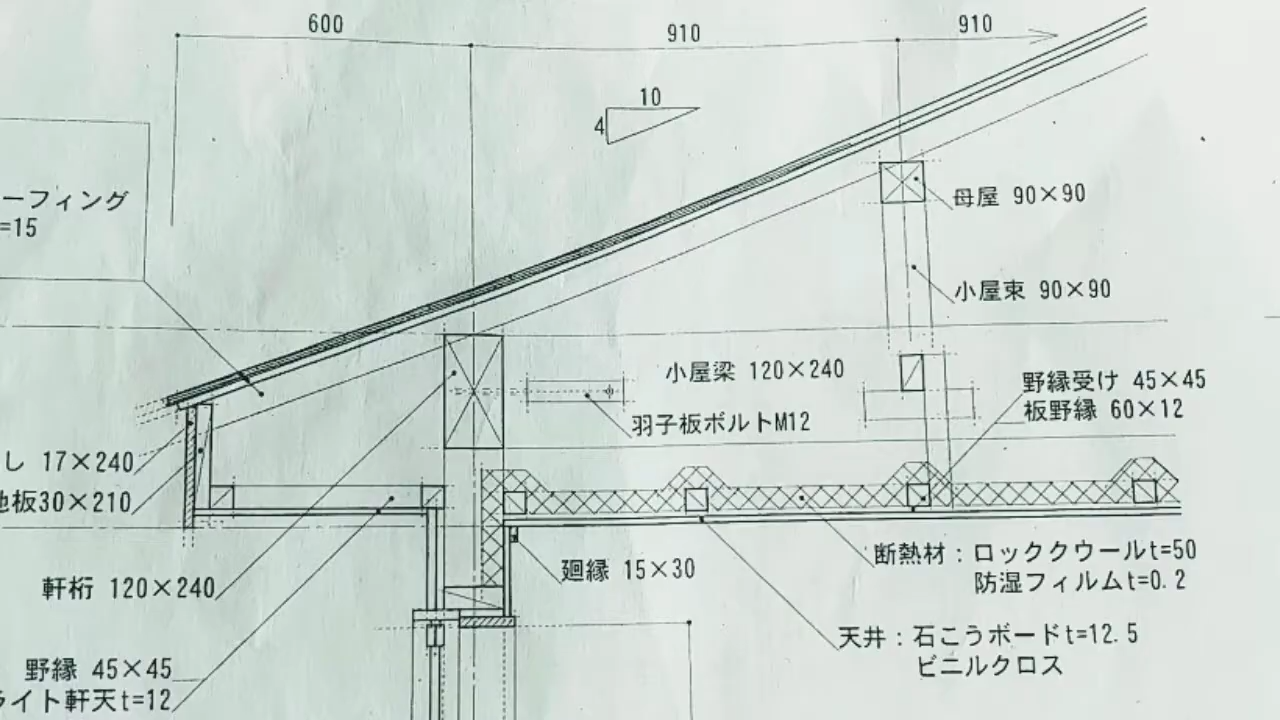 600
910
910
10
4
ーフィング
=15
母屋 90×90
小屋束 90×90
小屋梁 120×240
羽子板ボルトM12
野縁受け 45×45
板野縁 60×12
し 17×240
地板30×210
軒桁 120×240
廻縁 15×30
断熱材：ロッククウールt=50
防湿フィルムt=0.2
天井：石こうボードt=12.5
ビニルクロス
野縁 45×45
ライト軒天t=12